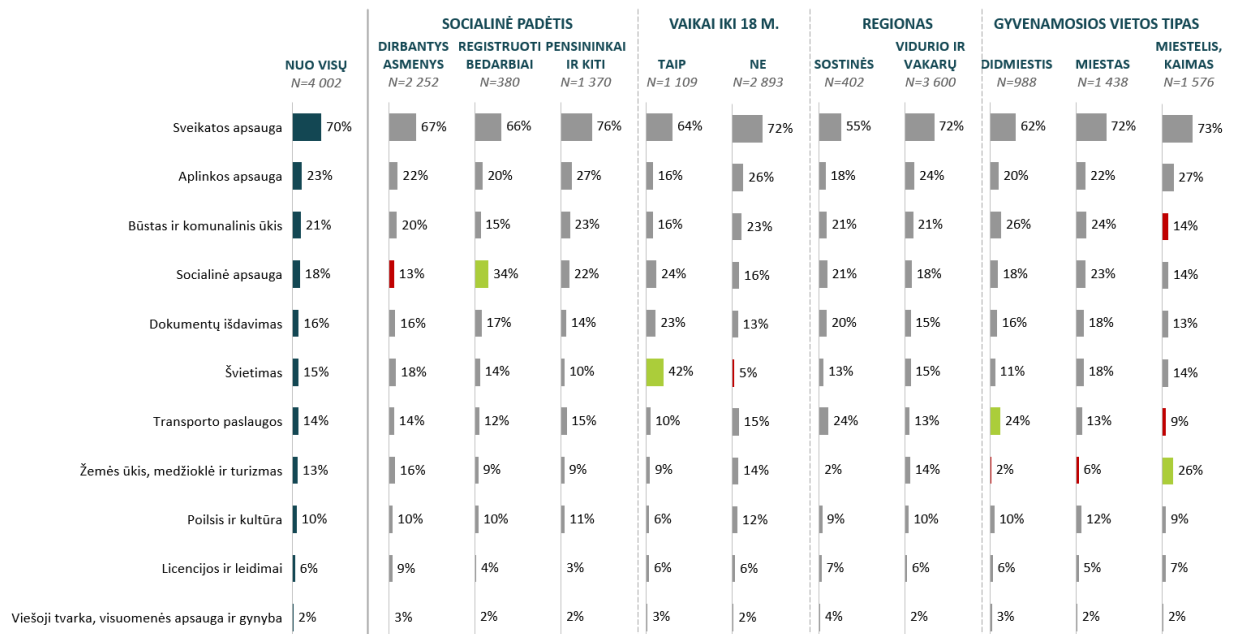 SOCIALINĖ PADĖTIS VAIKAI IKI 18 M. REGIONAS GYVENAMOSIOS VIETOS TIPAS
NUO VISŲ DIRBANTYS ASMENYS REGISTRUOTI BEDARBIAI PENSININKAI IR KITI TAIP NE SOSTINĖS VIDURIO IR VAKARŲ DIDMIESTIS MIESTAS MIESTELIS, KAIMAS
N=4 002 N=2 252 N=380 N=1 370 N=1 109 N=2 893 N=402 N=3 600 N=988 N=1 438 N=1 576
Sveikatos apsauga 70% 67% 66% 76% 64% 72% 55% 72% 62% 72% 73%
Aplinkos apsauga 23% 22% 20% 27% 16% 26% 18% 24% 20% 22% 27%
Būstas ir komunalinis ūkis 21% 20% 15% 23% 16% 23% 21% 21% 26% 24% 14%
Socialinė apsauga 18% 13% 34% 22% 24% 16% 21% 18% 18% 23% 14%
Dokumentų išdavimas 16% 16% 17% 14% 23% 13% 20% 15% 16% 18% 13%
Švietimas 15% 18% 14% 10% 42% 5% 13% 15% 11% 18% 14%
Transporto paslaugos 14% 14% 12% 15% 10% 15% 24% 13% 24% 13% 9%
Žemės ūkis, medžioklė ir turizmas 13% 16% 9% 9% 9% 14% 2% 14% 2% 6% 26%
Poilsis ir kultūra 10% 10% 10% 11% 6% 12% 9% 10% 10% 12% 9%
Licencijos ir leidimai 6% 9% 4% 3% 6% 6% 7% 6% 6% 5% 7%
Viešoji tvarka, visuomenės apsauga ir gynyba 2% 3% 2% 2% 3% 2% 4% 2% 3% 2% 2%